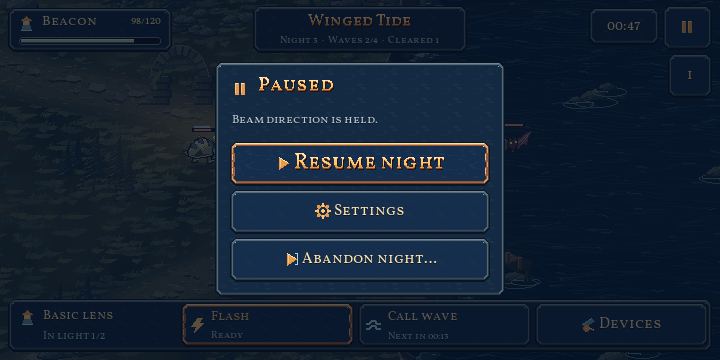 Beacon 98/120
Winged Tide
Night 3 · Waves 2/4 · Cleared 1
00:47
I
Paused
Beam direction is held.
Resume night
Settings
Abandon night...
Basic lens
In light 1/2
Flash
Ready
Call wave
Next in 00:13
Devices